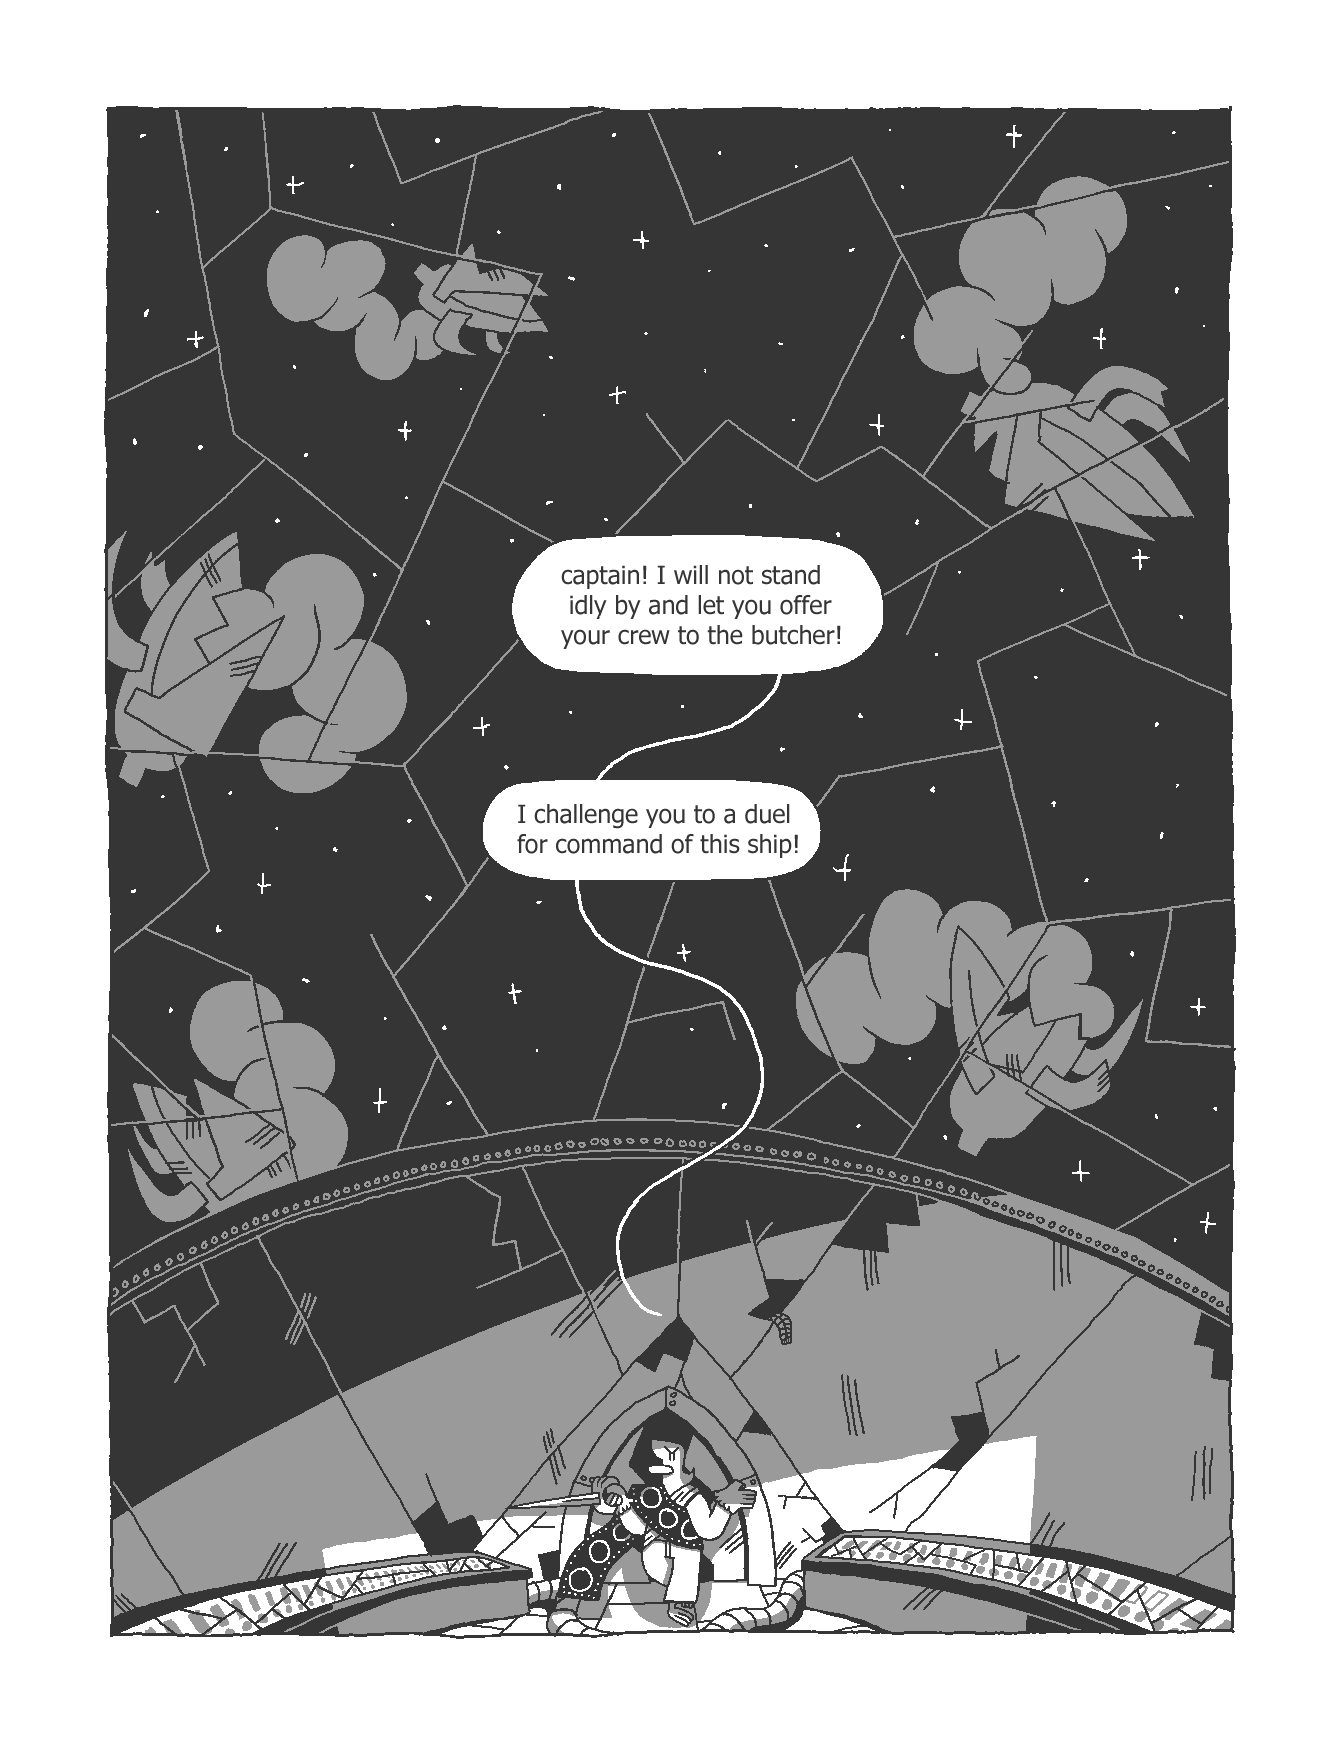 captain! I will not stand
idly by and let you offer
your crew to the butcher!
I challenge you to a duel
for command of this ship!